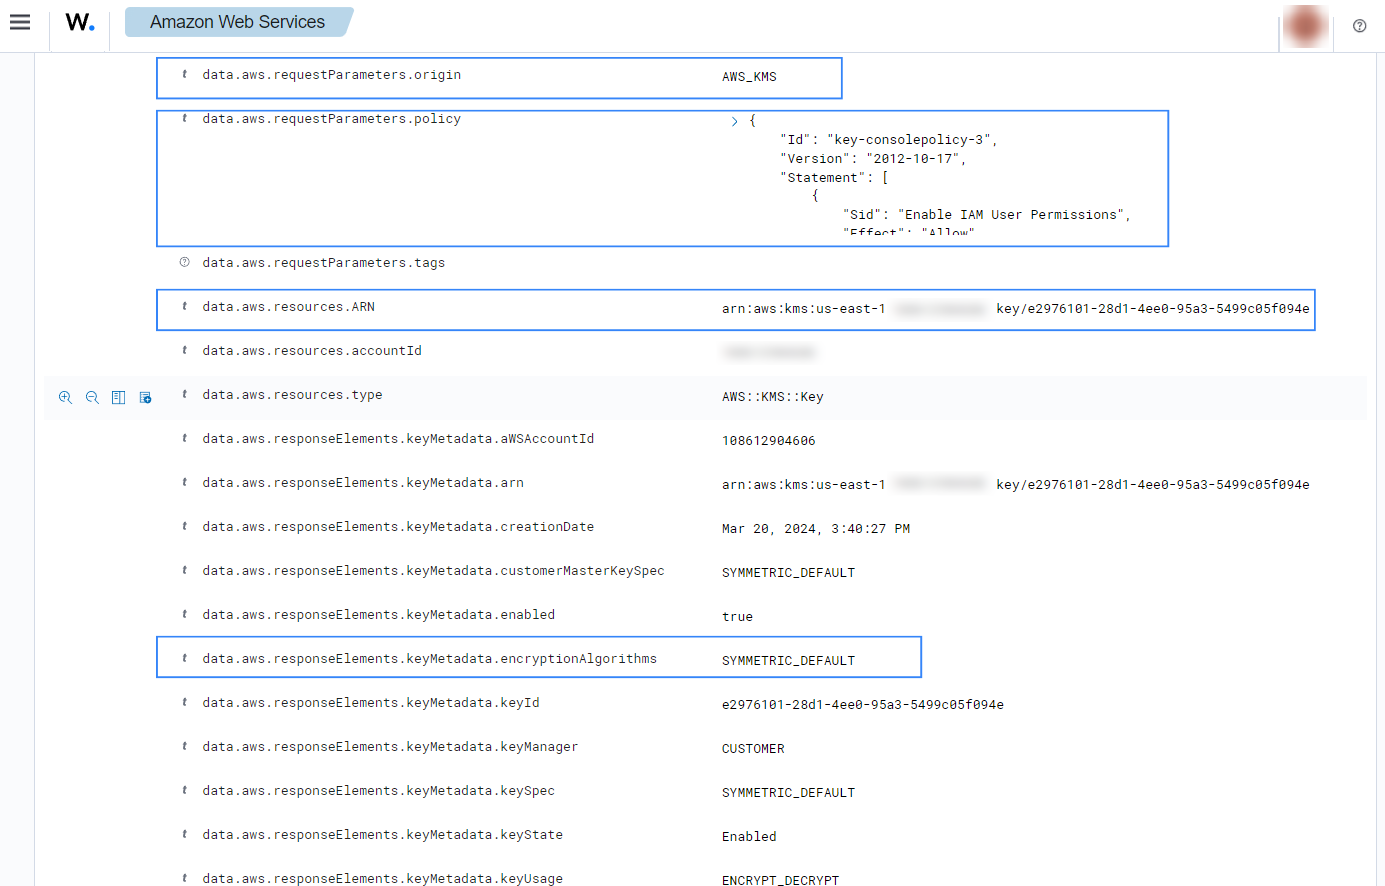 W.
Amazon Web Services
t data.aws.requestParameters.origin AWS_KMS
t data.aws.requestParameters.policy {
"Id": "key-consolepolicy-3",
"Version": "2012-10-17",
"Statement": [
{
"Sid": "Enable IAM User Permissions",
"Effect": "Allow"
data.aws.requestParameters.tags
t data.aws.resources.ARN arn:aws:kms:us-east-1 key/e2976101-28d1-4ee0-95a3-5499c05f094e
t data.aws.resources.accountId
t data.aws.resources.type AWS::KMS::Key
t data.aws.responseElements.keyMetadata.aWSAccountId 108612904606
t data.aws.responseElements.keyMetadata.arn arn:aws:kms:us-east-1 key/e2976101-28d1-4ee0-95a3-5499c05f094e
t data.aws.responseElements.keyMetadata.creationDate Mar 20, 2024, 3:40:27 PM
t data.aws.responseElements.keyMetadata.customerMasterKeySpec SYMMETRIC_DEFAULT
t data.aws.responseElements.keyMetadata.enabled true
t data.aws.responseElements.keyMetadata.encryptionAlgorithms SYMMETRIC_DEFAULT
t data.aws.responseElements.keyMetadata.keyId e2976101-28d1-4ee0-95a3-5499c05f094e
t data.aws.responseElements.keyMetadata.keyManager CUSTOMER
t data.aws.responseElements.keyMetadata.keySpec SYMMETRIC_DEFAULT
t data.aws.responseElements.keyMetadata.keyState Enabled
t data.aws.responseElements.keyMetadata.keyUsage ENCRYPT_DECRYPT